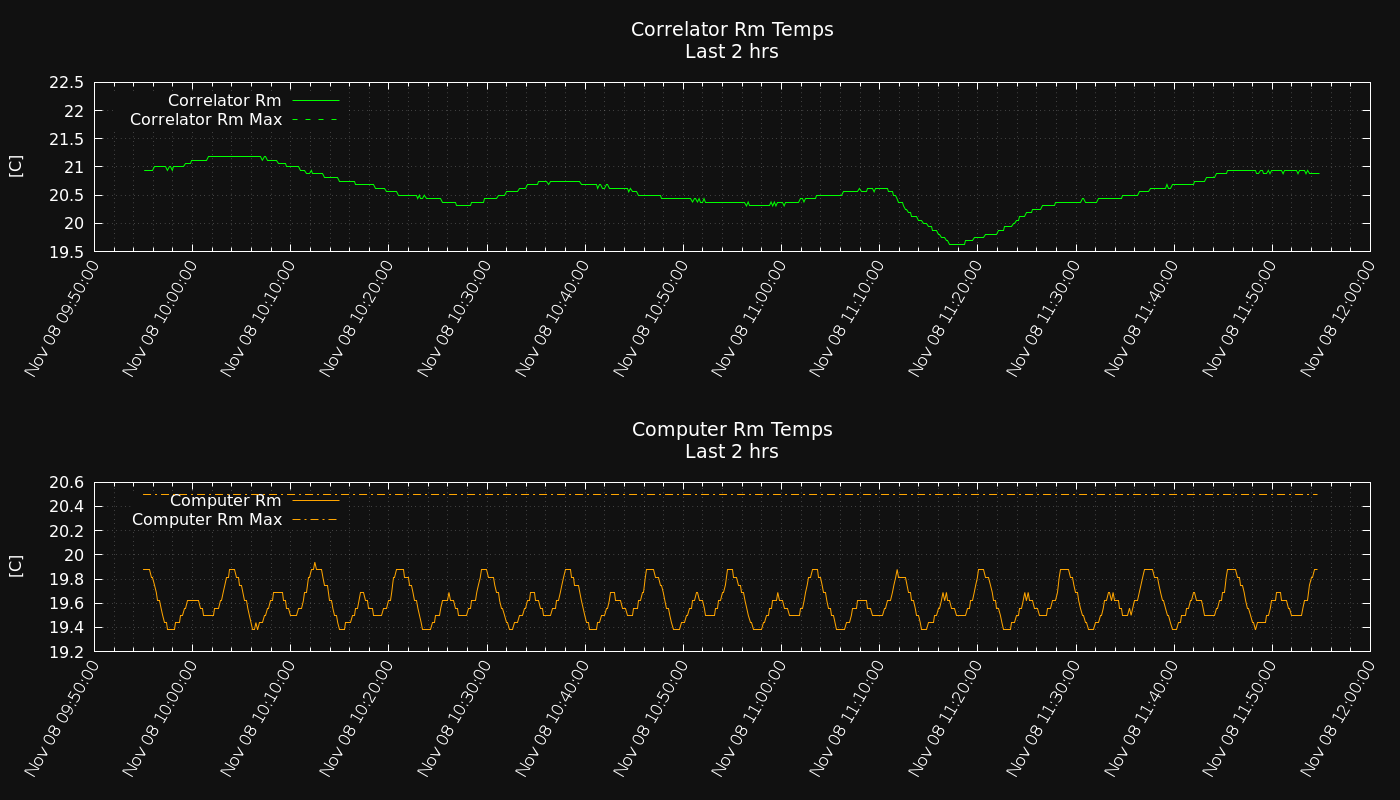 Correlator Rm Temps
Last 2 hrs
22.5
22
21.5
21
20.5
20
19.5
[C]
Correlator Rm
Correlator Rm Max
Nov 08 09:50:00
Nov 08 10:00:00
Nov 08 10:10:00
Nov 08 10:20:00
Nov 08 10:30:00
Nov 08 10:40:00
Nov 08 10:50:00
Nov 08 11:00:00
Nov 08 11:10:00
Nov 08 11:20:00
Nov 08 11:30:00
Nov 08 11:40:00
Nov 08 11:50:00
Nov 08 12:00:00
Computer Rm Temps
Last 2 hrs
20.6
20.4
20.2
20
19.8
19.6
19.4
19.2
[C]
Computer Rm
Computer Rm Max
Nov 08 09:50:00
Nov 08 10:00:00
Nov 08 10:10:00
Nov 08 10:20:00
Nov 08 10:30:00
Nov 08 10:40:00
Nov 08 10:50:00
Nov 08 11:00:00
Nov 08 11:10:00
Nov 08 11:20:00
Nov 08 11:30:00
Nov 08 11:40:00
Nov 08 11:50:00
Nov 08 12:00:00